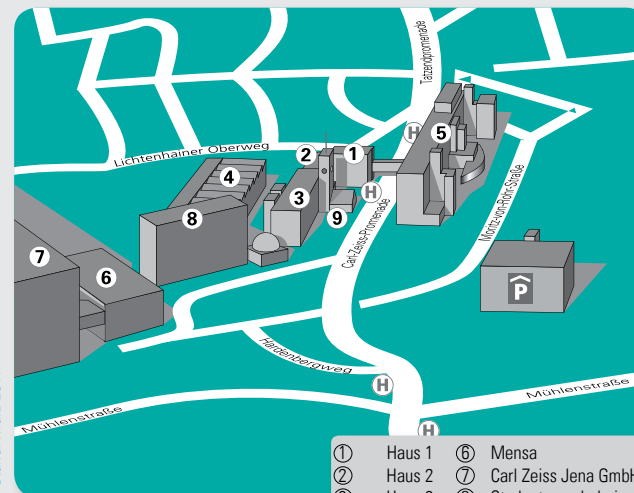 Tatzendpromenade
H
5
2
1
Lichtenhainer Oberweg
4
3
H
8
9
Carl-Zeiss-Promenade
Moritz-von-Rohr-Straße
7
6
P
Hardenbergweg
H
Mühlenstraße
Mühlenstraße
H
① Haus 1 ⑥ Mensa
② Haus 2 ⑦ Carl Zeiss Jena GmbH